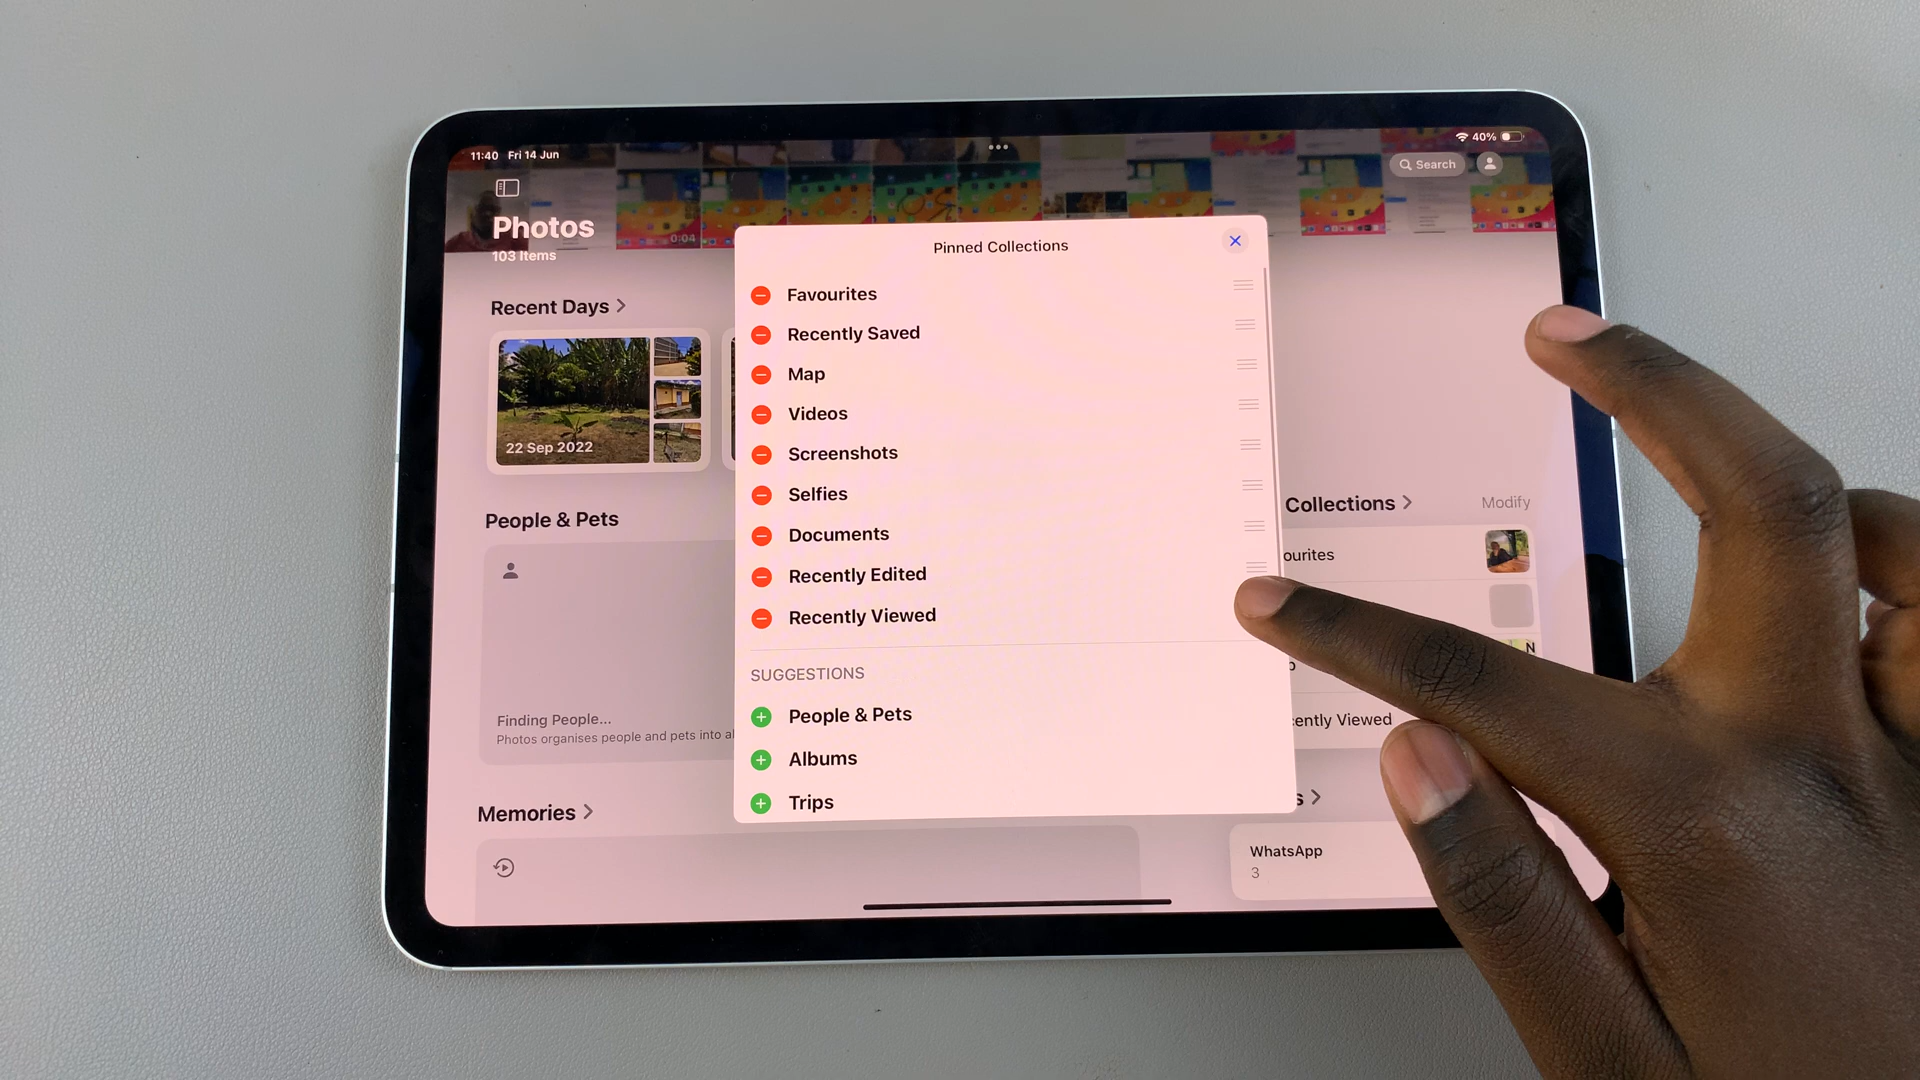 11:40 Fri 14 Jun
40%
Search
Photos
103 Items
0:04
Recent Days
22 Sep 2022
People & Pets
Finding People...
Photos organises people and pets into al
Memories
Pinned Collections
Favourites
Recently Saved
Map
Videos
Screenshots
Selfies
Documents
Recently Edited
Recently Viewed
SUGGESTIONS
People & Pets
Albums
Trips
Collections
Modify
ourites
p
cently Viewed
s
WhatsApp
3
N